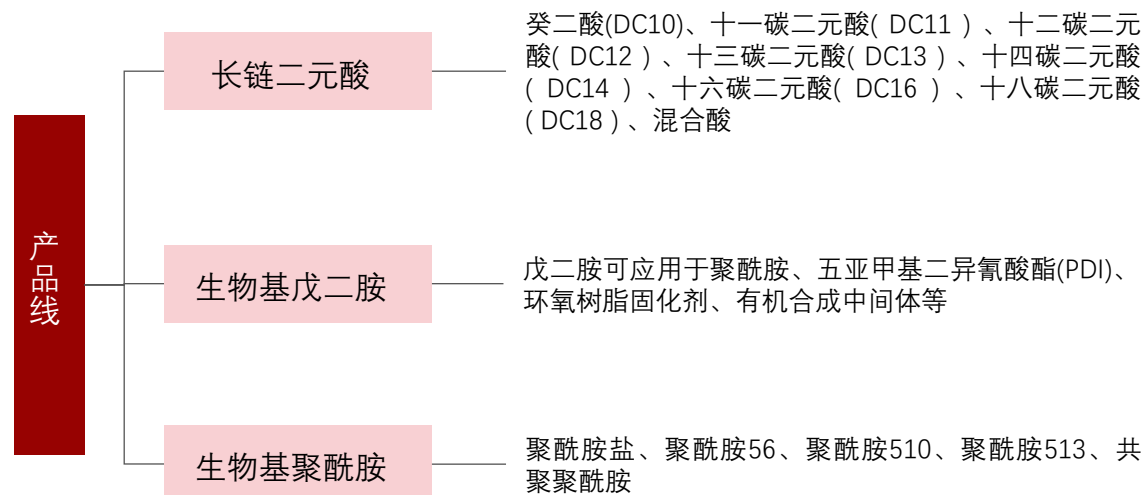 产品线
长链二元酸
癸二酸(DC10)、十一碳二元酸( DC11 ) 、十二碳二元
酸( DC12 ) 、十三碳二元酸( DC13 ) 、十四碳二元酸
( DC14 ) 、十六碳二元酸( DC16 ) 、十八碳二元酸
( DC18 ) 、混合酸
生物基戊二胺
戊二胺可应用于聚酰胺、五亚甲基二异氰酸酯(PDI)、
环氧树脂固化剂、有机合成中间体等
生物基聚酰胺
聚酰胺盐、聚酰胺56、聚酰胺510、聚酰胺513、共
聚聚酰胺